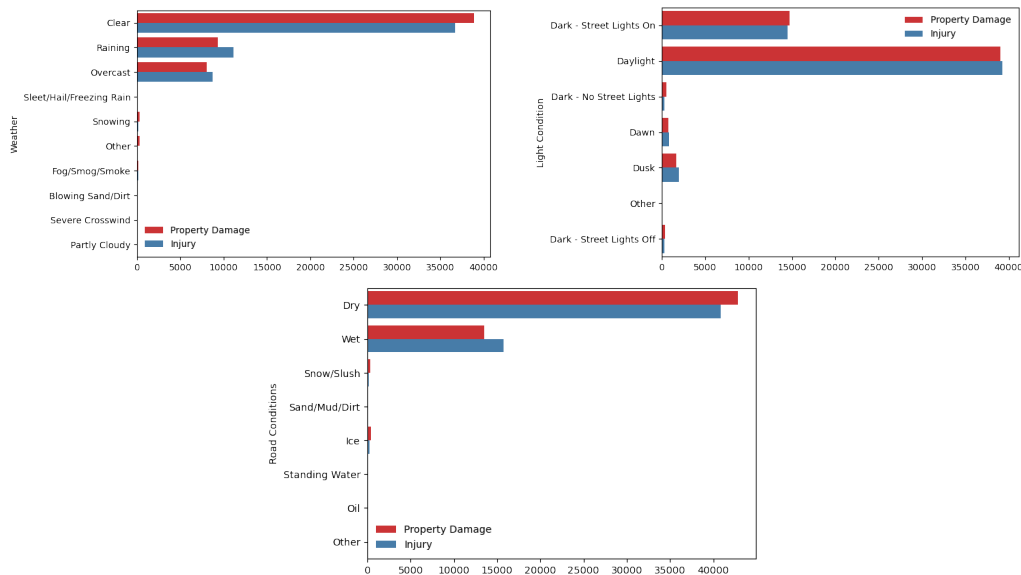 Weather
Clear
Raining
Overcast
Sleet/Hail/Freezing Rain
Snowing
Other
Fog/Smog/Smoke
Blowing Sand/Dirt
Severe Crosswind
Partly Cloudy
Property Damage
Injury
0 5000 10000 15000 20000 25000 30000 35000 40000
Light Condition
Dark - Street Lights On
Daylight
Dark - No Street Lights
Dawn
Dusk
Other
Dark - Street Lights Off
Property Damage
Injury
0 5000 10000 15000 20000 25000 30000 35000 40000
Road Conditions
Dry
Wet
Snow/Slush
Sand/Mud/Dirt
Ice
Standing Water
Oil
Other
Property Damage
Injury
0 5000 10000 15000 20000 25000 30000 35000 40000